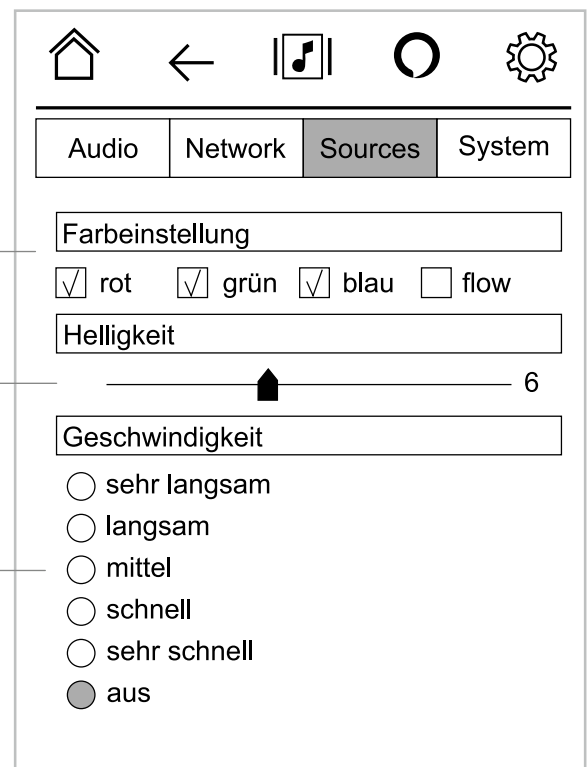 Audio Network Sources System
Farbeinstellung
rot grün blau flow
Helligkeit
6
Geschwindigkeit
sehr langsam
langsam
mittel
schnell
sehr schnell
aus